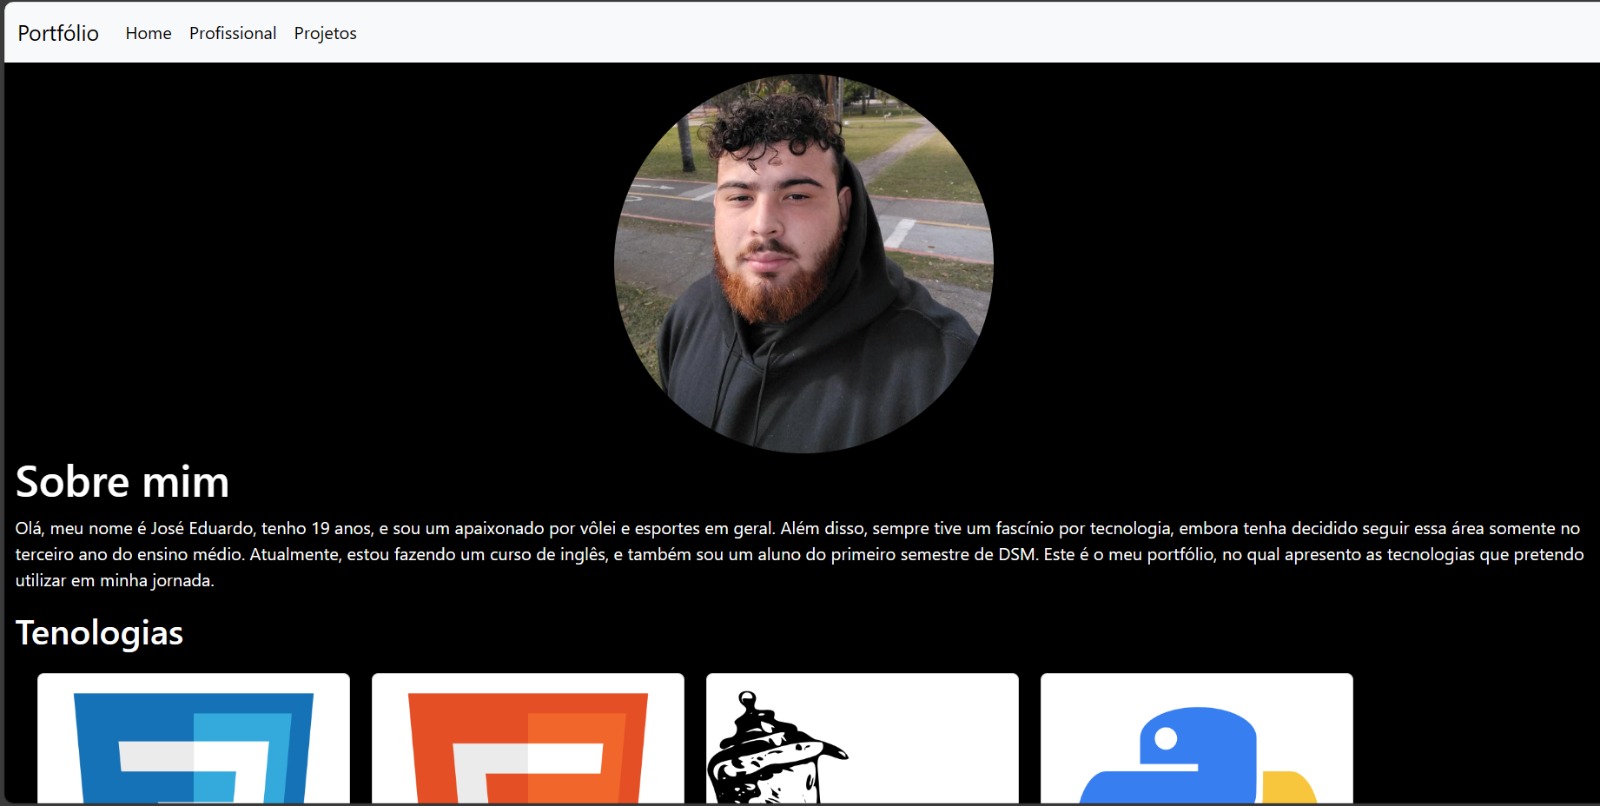 Portfólio Home Profissional Projetos
Sobre mim
Olá, meu nome é José Eduardo, tenho 19 anos, e sou um apaixonado por vôlei e esportes em geral. Além disso, sempre tive um fascínio por tecnologia, embora tenha decidido seguir essa área somente no
terceiro ano do ensino médio. Atualmente, estou fazendo um curso de inglês, e também sou um aluno do primeiro semestre de DSM. Este é o meu portfólio, no qual apresento as tecnologias que pretendo
utilizar em minha jornada.
Tenologias